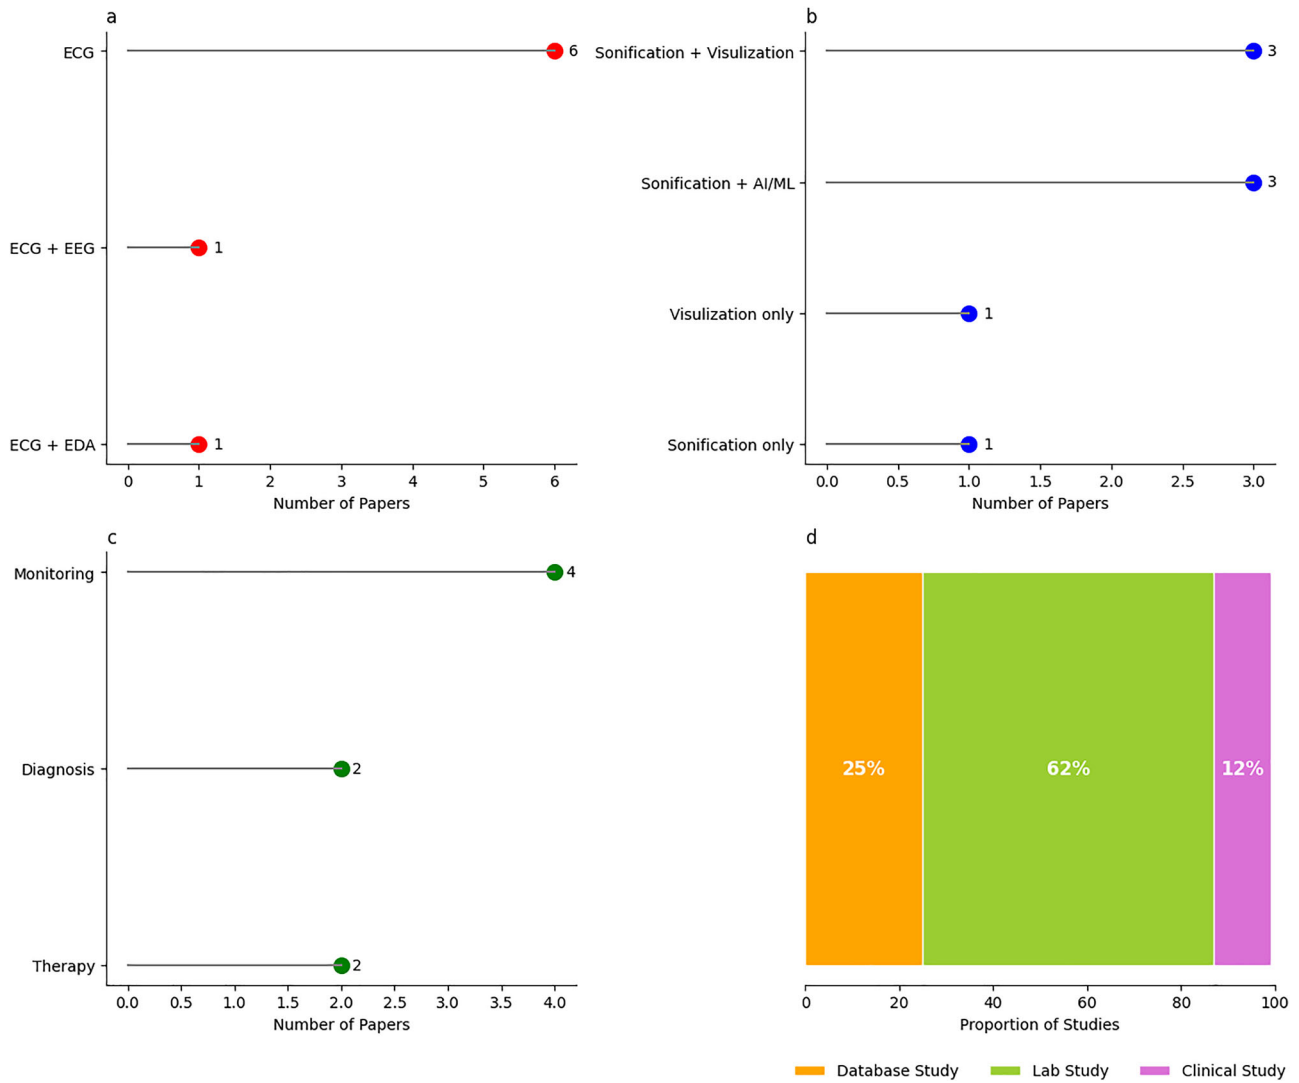 a
ECG
6
ECG + EEG
1
ECG + EDA
1
0 1 2 3 4 5 6
Number of Papers
b
Sonification + Visulization
3
Sonification + AI/ML
3
Visulization only
1
Sonification only
1
0.0 0.5 1.0 1.5 2.0 2.5 3.0
Number of Papers
c
Monitoring
4
Diagnosis
2
Therapy
2
0.0 0.5 1.0 1.5 2.0 2.5 3.0 3.5 4.0
Number of Papers
d
25% 62% 12%
0 20 40 60 80 100
Proportion of Studies
Database Study Lab Study Clinical Study